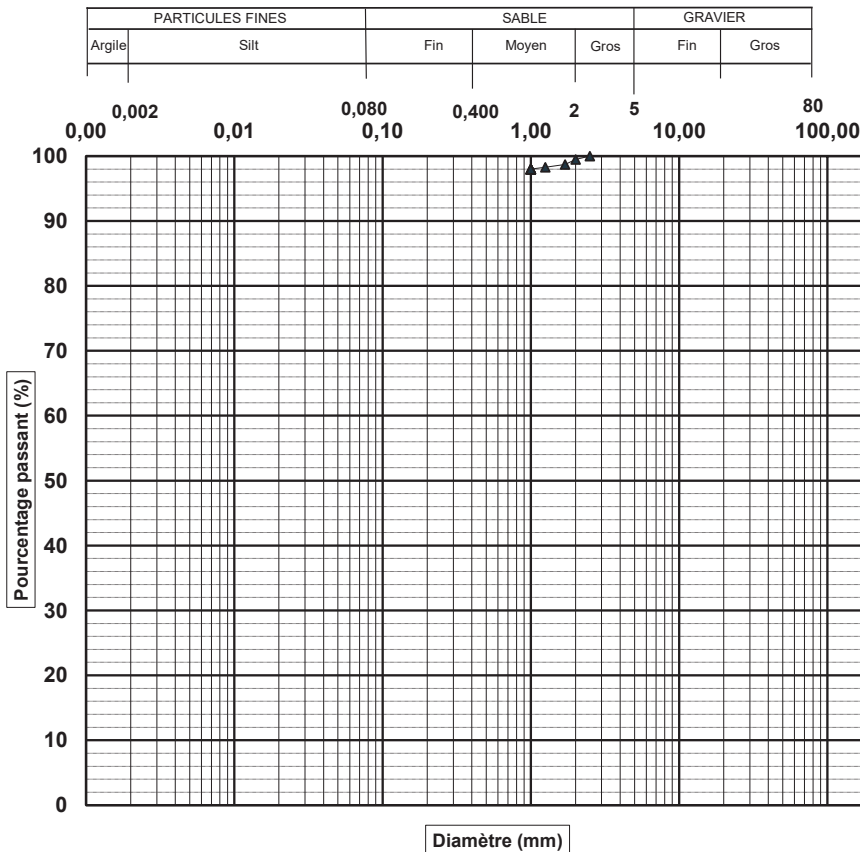 PARTICULES FINES SABLE GRAVIER
Argile Silt Fin Moyen Gros Fin Gros
0,002 0,080 0,400 2 5 80
0,00 0,01 0,10 1,00 10,00 100,00
100
90
80
70
60
50
40
30
20
10
0
Pourcentage passant (%)
Diamètre (mm)